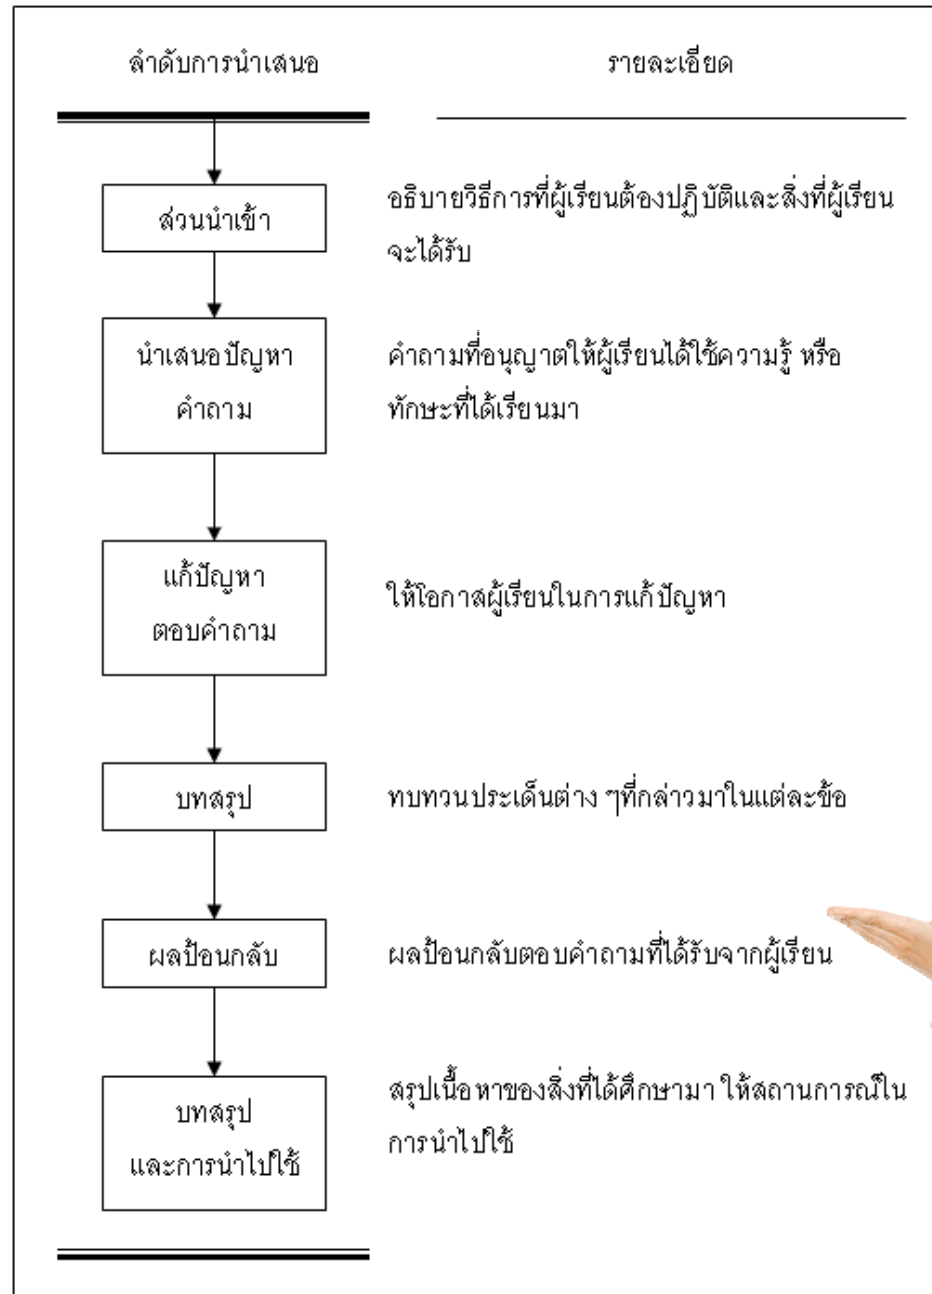 ลำดับการนำเสนอ
รายละเอียด
ส่วนนำเข้า
อธิบายวิธีการที่ผู้เรียนต้องปฏิบัติและสิ่งที่ผู้เรียน
จะได้รับ
นำเสนอปัญหา
คำถาม
คำถามที่อนุญาตให้ผู้เรียนได้ใช้ความรู้ หรือ
ทักษะที่ได้เรียนมา
แก้ปัญหา
ตอบคำถาม
ให้โอกาสผู้เรียนในการแก้ปัญหา
บทสรุป
ทบทวนประเด็นต่าง ๆที่กล่าวมาในแต่ละข้อ
ผลป้อนกลับ
ผลป้อนกลับตอบคำถามที่ได้รับจากผู้เรียน
บทสรุป
และการนำไปใช้
สรุปเนื้อหาของสิ่งที่ได้ศึกษามา ให้สถานการณ์ใน
การนำไปใช้